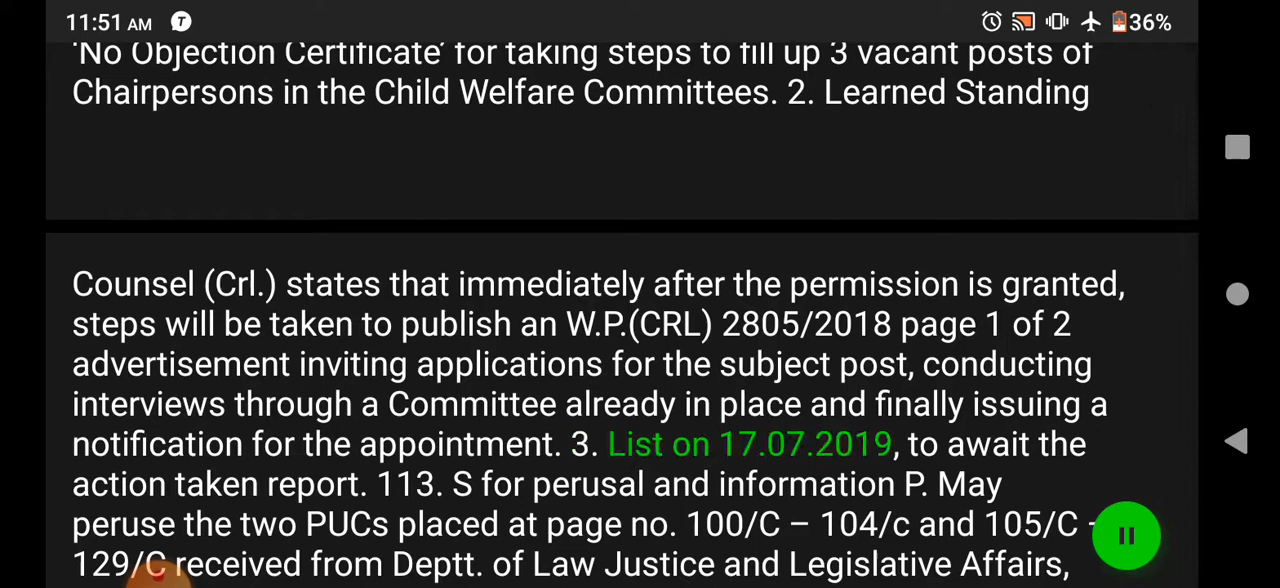 11:51 AM
36%
'No Objection Certificate' for taking steps to fill up 3 vacant posts of
Chairpersons in the Child Welfare Committees. 2. Learned Standing
Counsel (Crl.) states that immediately after the permission is granted,
steps will be taken to publish an W.P.(CRL) 2805/2018 page 1 of 2
advertisement inviting applications for the subject post, conducting
interviews through a Committee already in place and finally issuing a
notification for the appointment. 3. List on 17.07.2019, to await the
action taken report. 113. S for perusal and information P. May
peruse the two PUCs placed at page no. 100/C – 104/c and 105/C –
129/C received from Deptt. of Law Justice and Legislative Affairs,